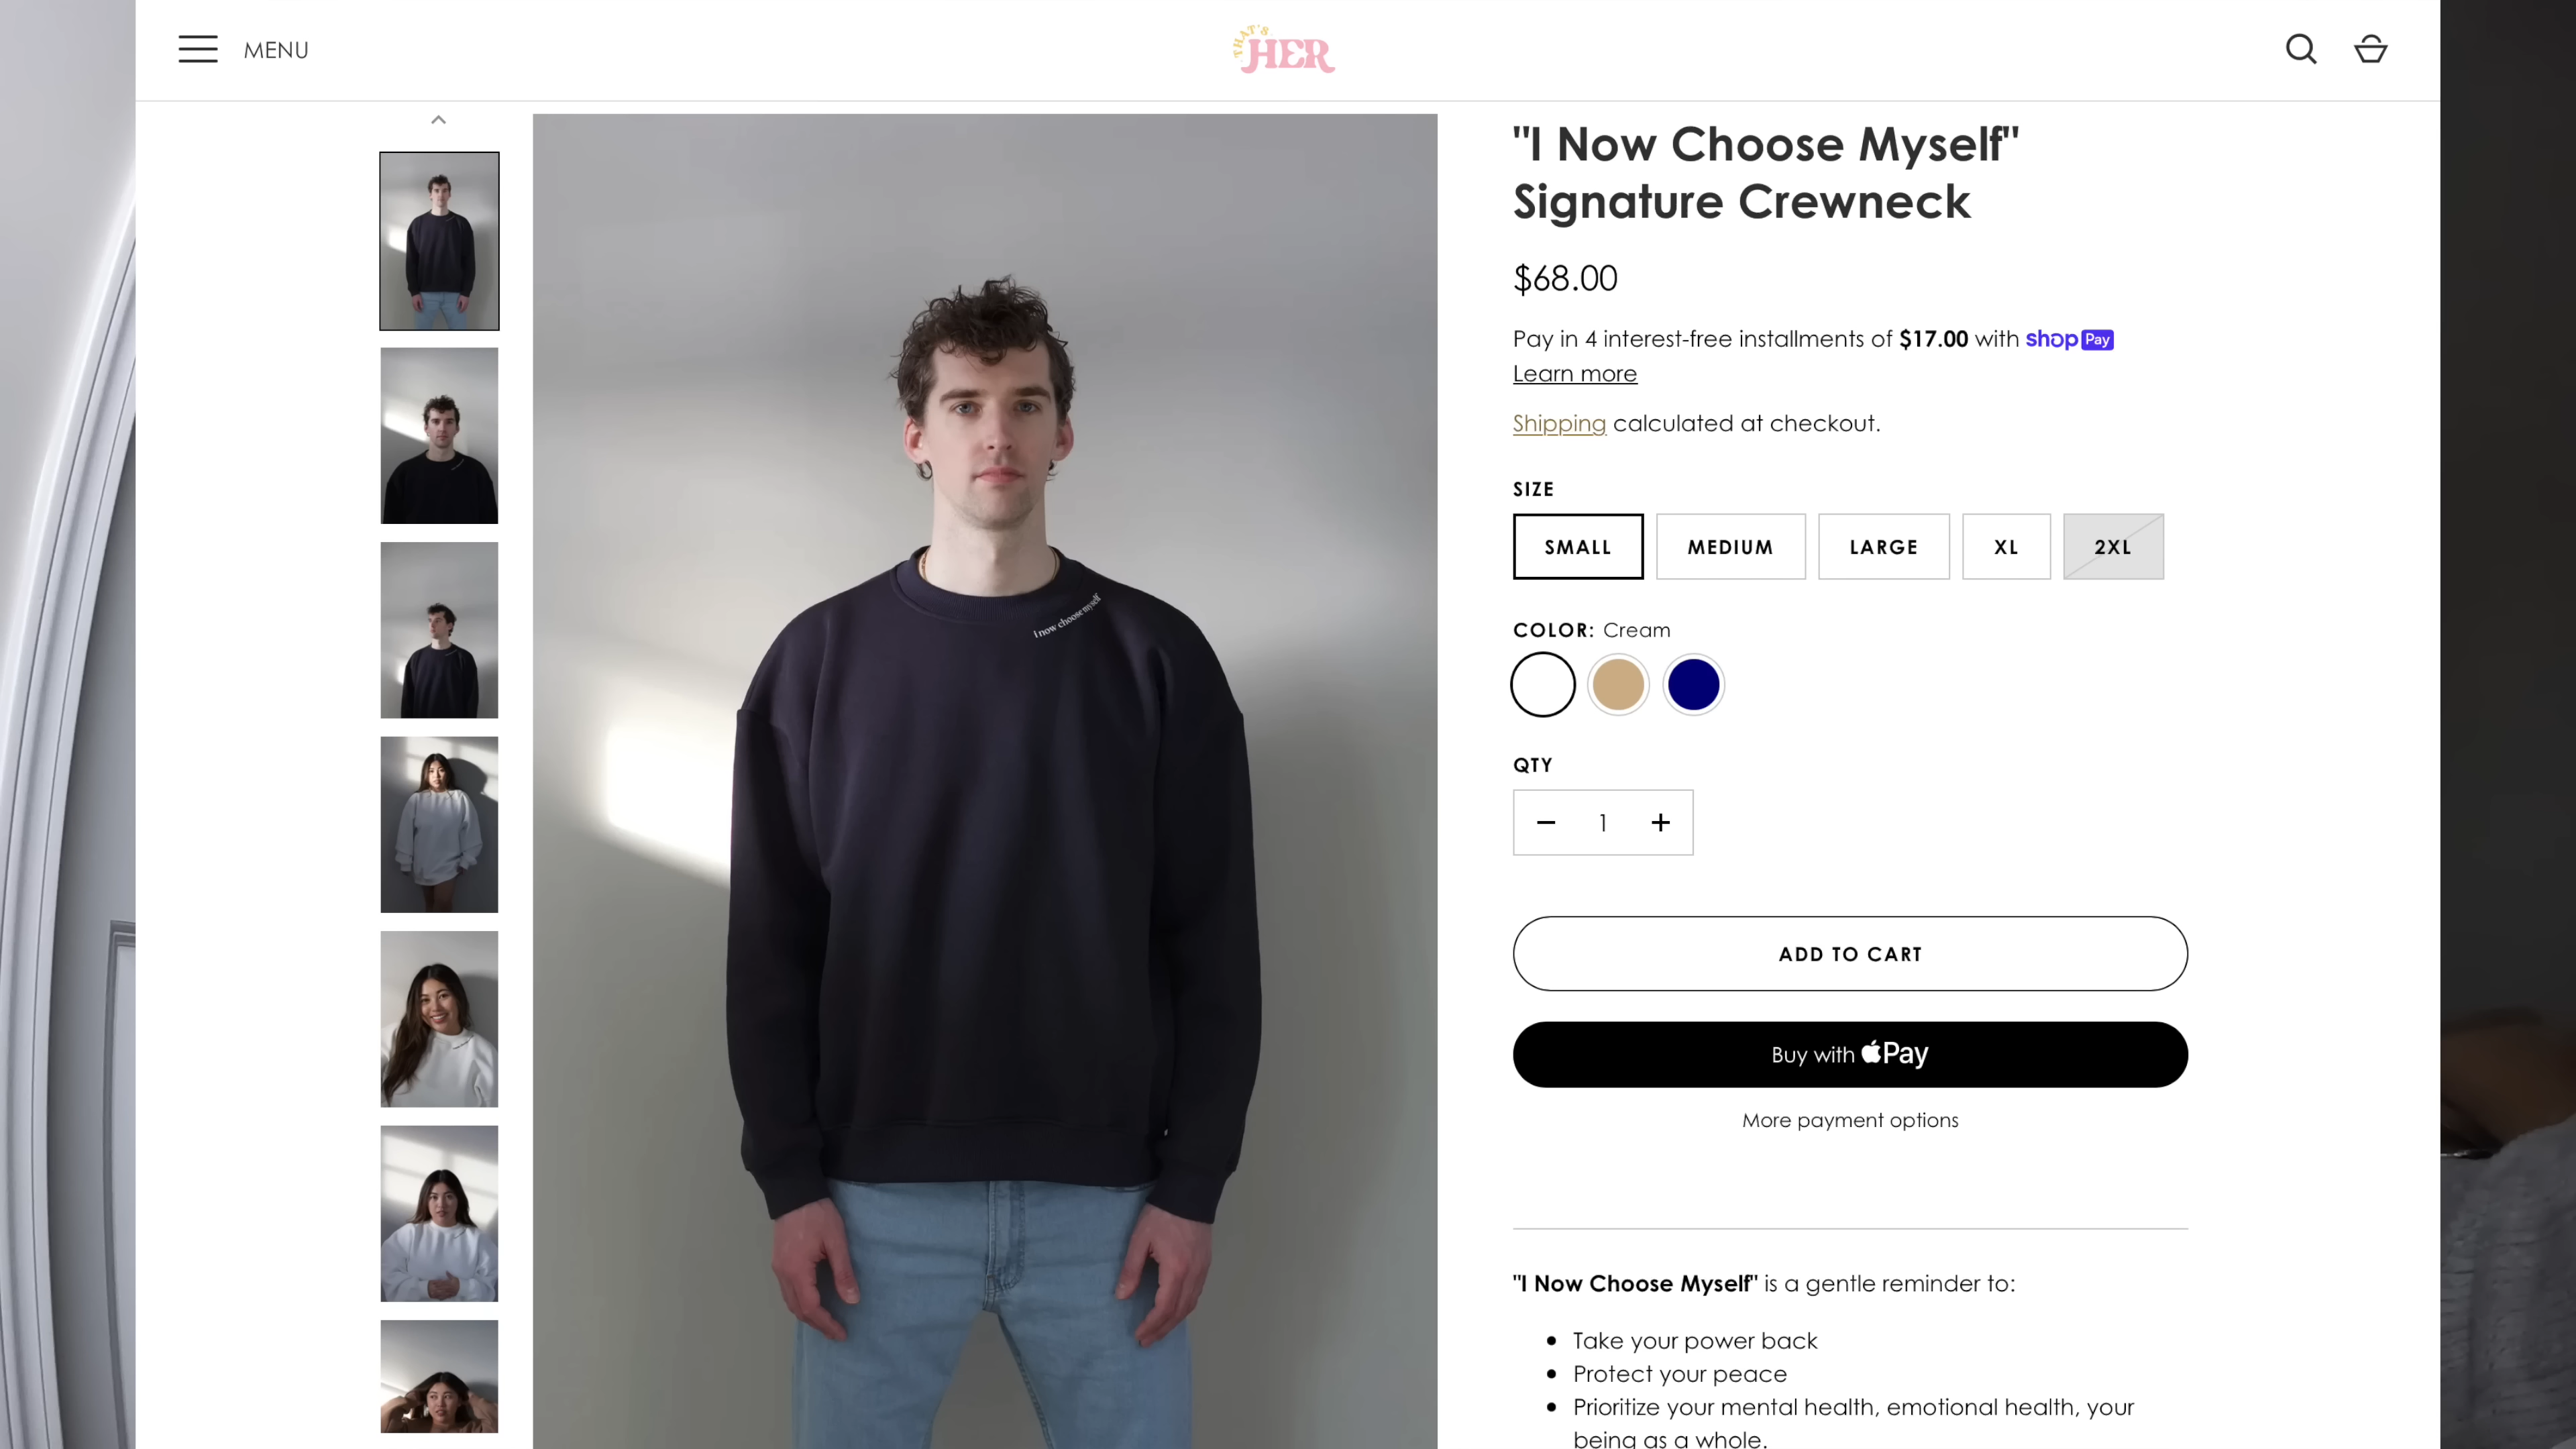 MENU
THAT'S
HER
"I Now Choose Myself"
Signature Crewneck
$68.00
Pay in 4 interest-free installments of $17.00 with shop Pay
Learn more
Shipping calculated at checkout.
SIZE
SMALL MEDIUM LARGE XL 2XL
COLOR: Cream
QTY
1
ADD TO CART
Buy with Pay
More payment options
"I Now Choose Myself" is a gentle reminder to:
Take your power back
Protect your peace
Prioritize your mental health, emotional health, your
being as a whole.
i now choose myself